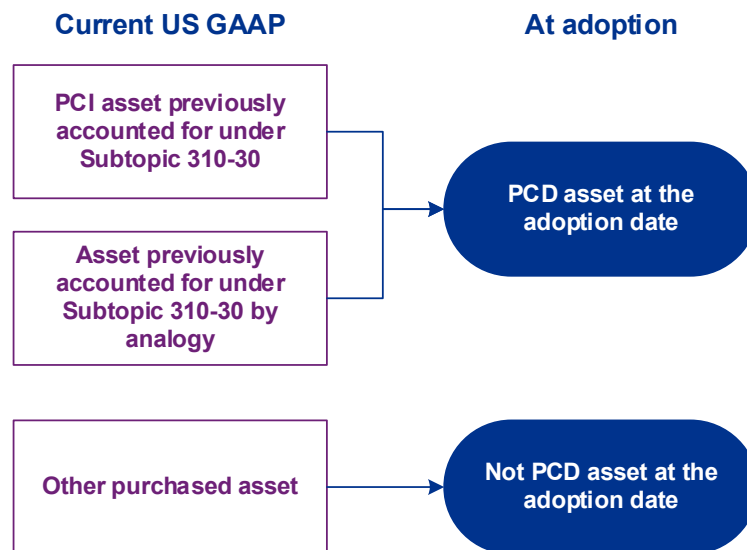 Current US GAAP
At adoption
PCI asset previously
accounted for under
Subtopic 310-30
PCD asset at the
adoption date
Asset previously
accounted for under
Subtopic 310-30 by
analogy
Other purchased asset
Not PCD asset at the
adoption date